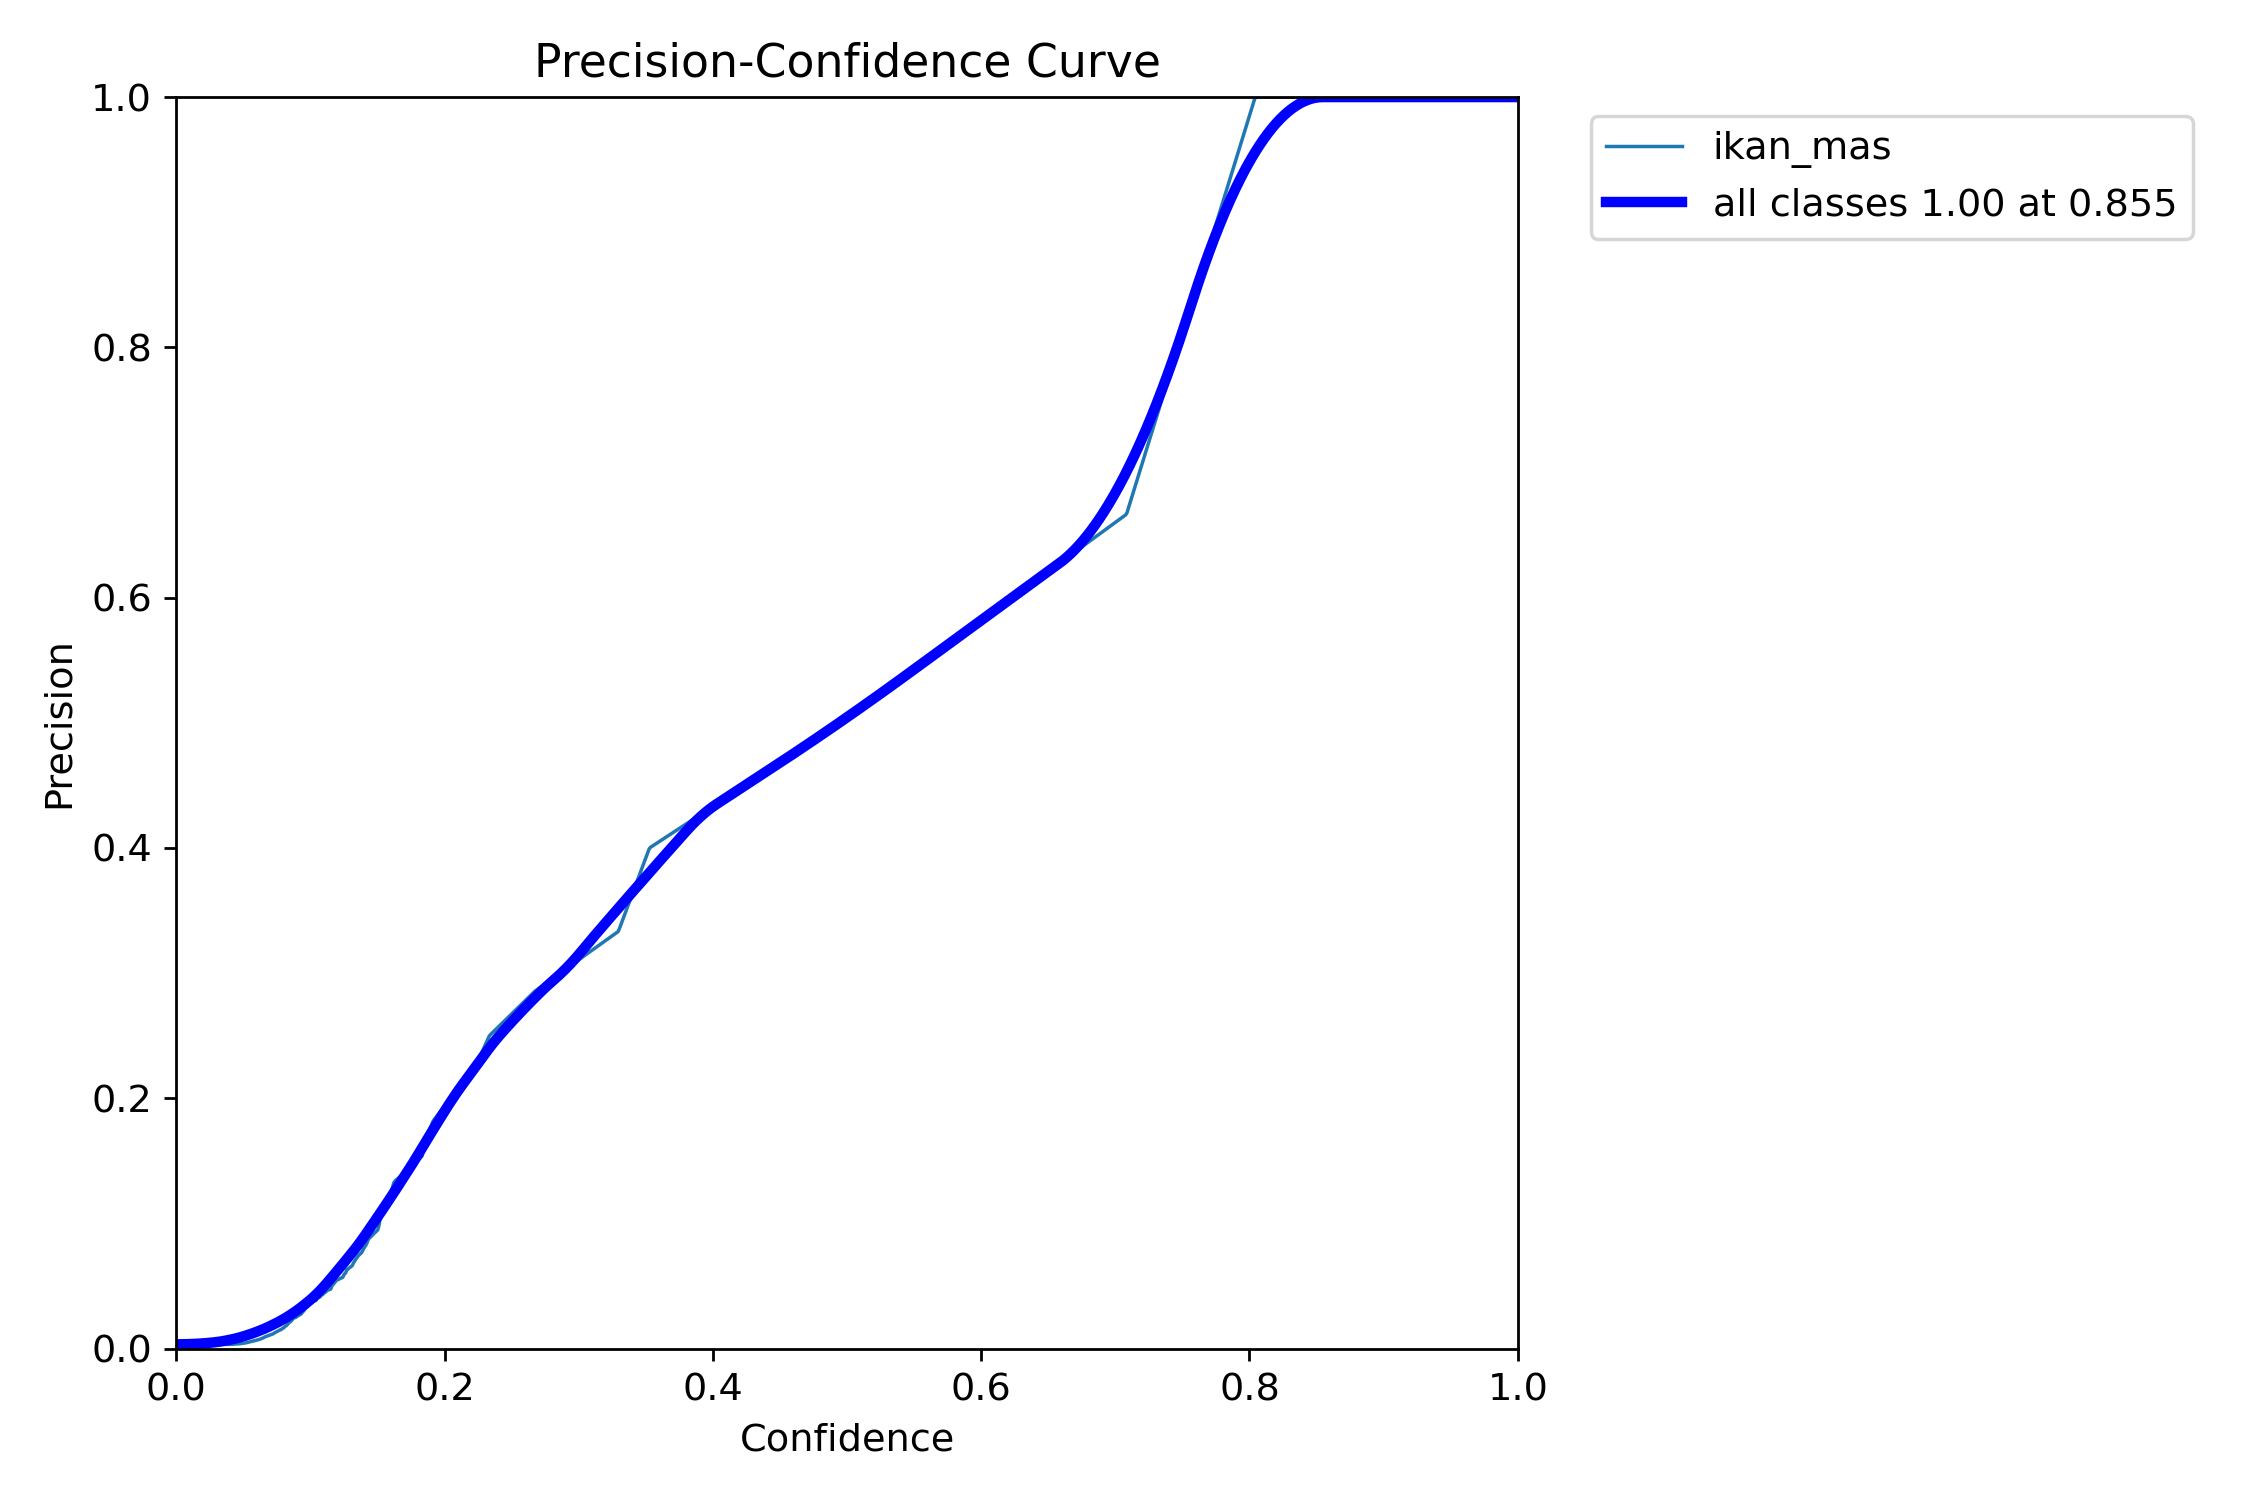 Precision-Confidence Curve
ikan_mas
all classes 1.00 at 0.855
Precision
1.0
0.8
0.6
0.4
0.2
0.0
0.0 0.2 0.4 0.6 0.8 1.0
Confidence